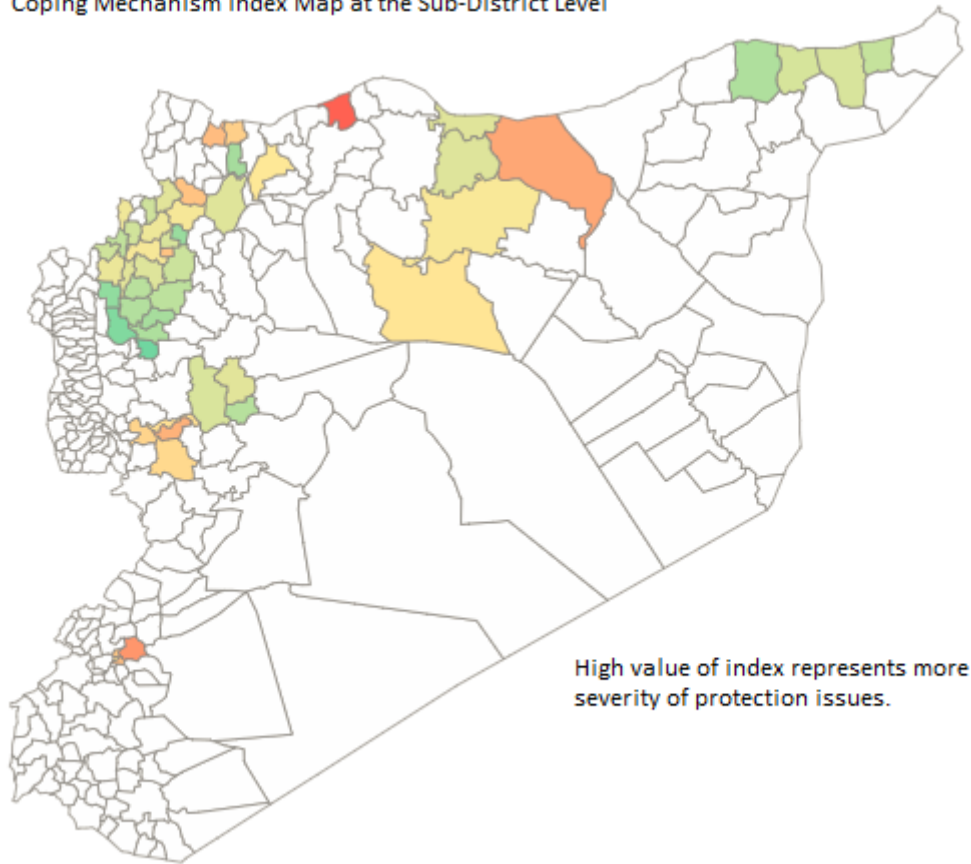 Coping Mechanism Index Map at the Sub-District Level
High value of index represents more
severity of protection issues.